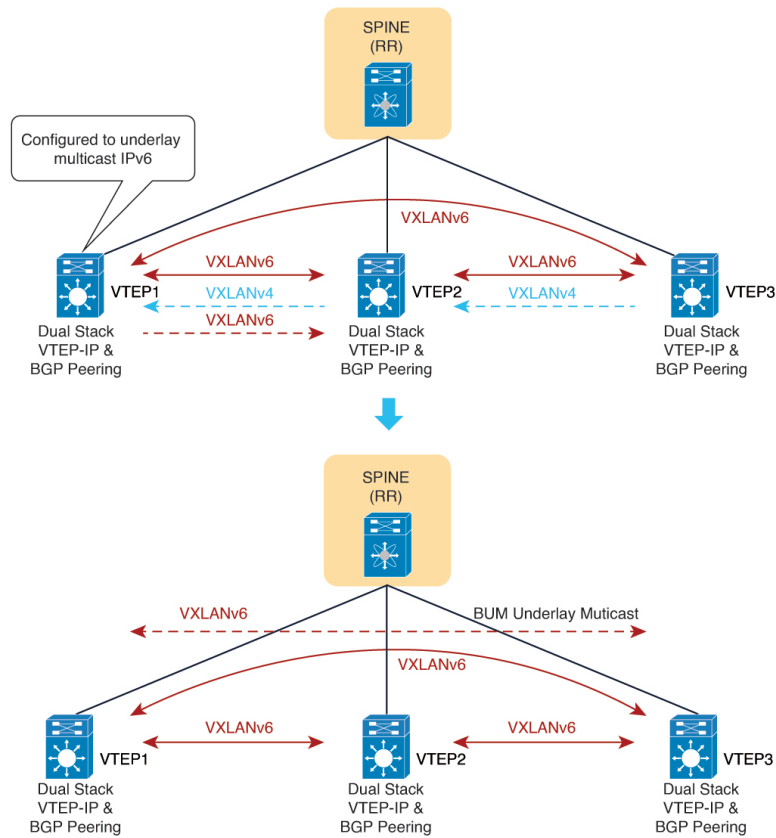 SPINE
(RR)
Configured to underlay
multicast IPv6
VXLANv6
VXLANv6
VXLANv6
VTEP1
VXLANv4
VTEP2
VXLANv4
VTEP3
VXLANv6
Dual Stack
VTEP-IP &
BGP Peering
Dual Stack
VTEP-IP &
BGP Peering
Dual Stack
VTEP-IP &
BGP Peering
SPINE
(RR)
VXLANv6
BUM Underlay Muticast
VXLANv6
VXLANv6
VXLANv6
VTEP1
VTEP2
VTEP3
Dual Stack
VTEP-IP &
BGP Peering
Dual Stack
VTEP-IP &
BGP Peering
Dual Stack
VTEP-IP &
BGP Peering